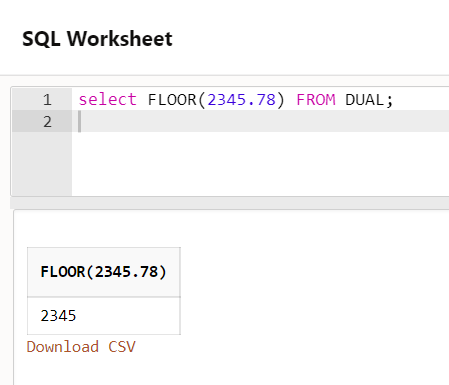 SQL Worksheet
1 select FLOOR(2345.78) FROM DUAL;
2
FLOOR(2345.78)
2345
Download CSV